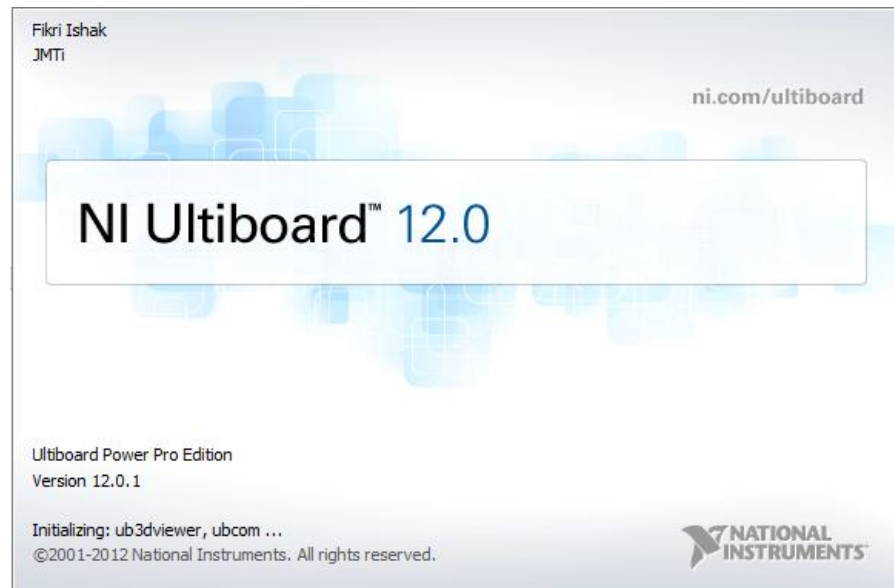 Fikri Ishak
JMTi
ni.com/ultiboard
NI Ultiboard™ 12.0
Ultiboard Power Pro Edition
Version 12.0.1
Initializing: ub3dviewer, ubcom ...
©2001-2012 National Instruments. All rights reserved.
NATIONAL
INSTRUMENTS